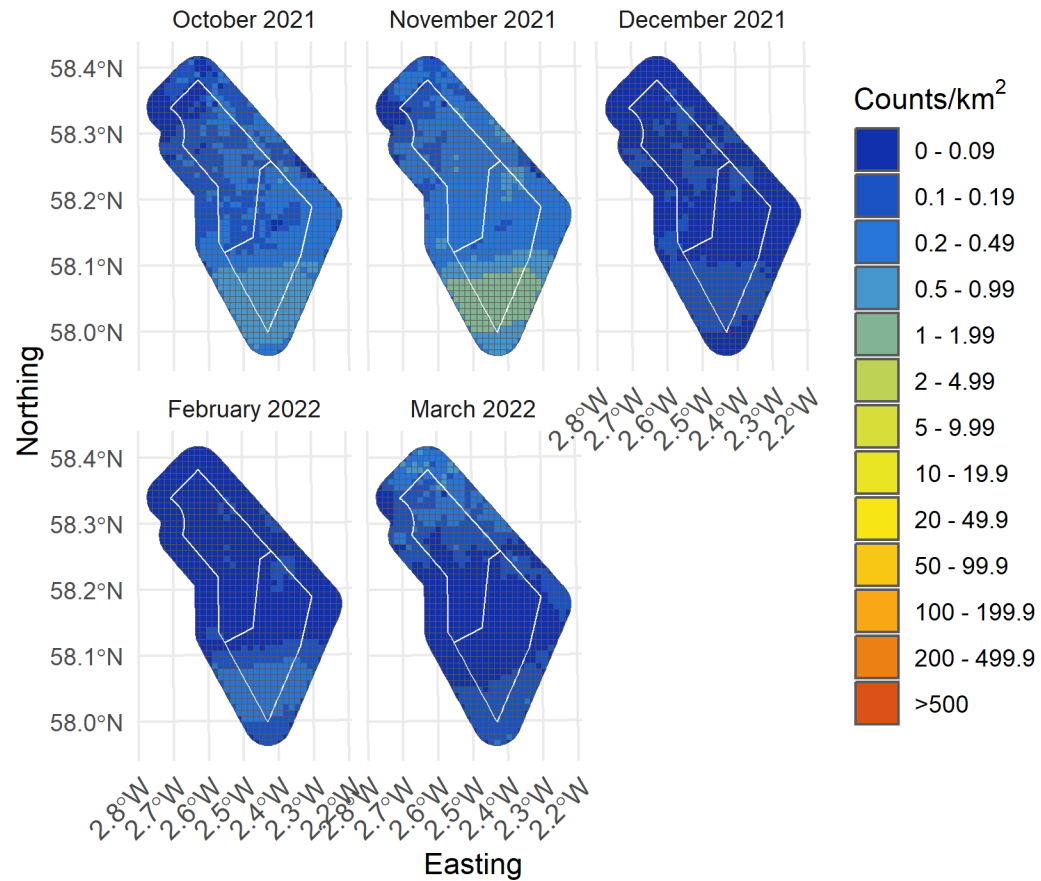 October 2021
November 2021
December 2021
58.4°N
58.3°N
58.2°N
58.1°N
58.0°N
2.8°W
2.7°W
2.6°W
2.5°W
2.4°W
2.3°W
2.2°W
February 2022
March 2022
58.4°N
58.3°N
58.2°N
58.1°N
58.0°N
2.8°W
2.7°W
2.6°W
2.5°W
2.4°W
2.3°W
2.2°W
2.8°W
2.7°W
2.6°W
2.5°W
2.4°W
2.3°W
2.2°W
Northing
Easting
Counts/km²
0 - 0.09
0.1 - 0.19
0.2 - 0.49
0.5 - 0.99
1 - 1.99
2 - 4.99
5 - 9.99
10 - 19.9
20 - 49.9
50 - 99.9
100 - 199.9
200 - 499.9
>500